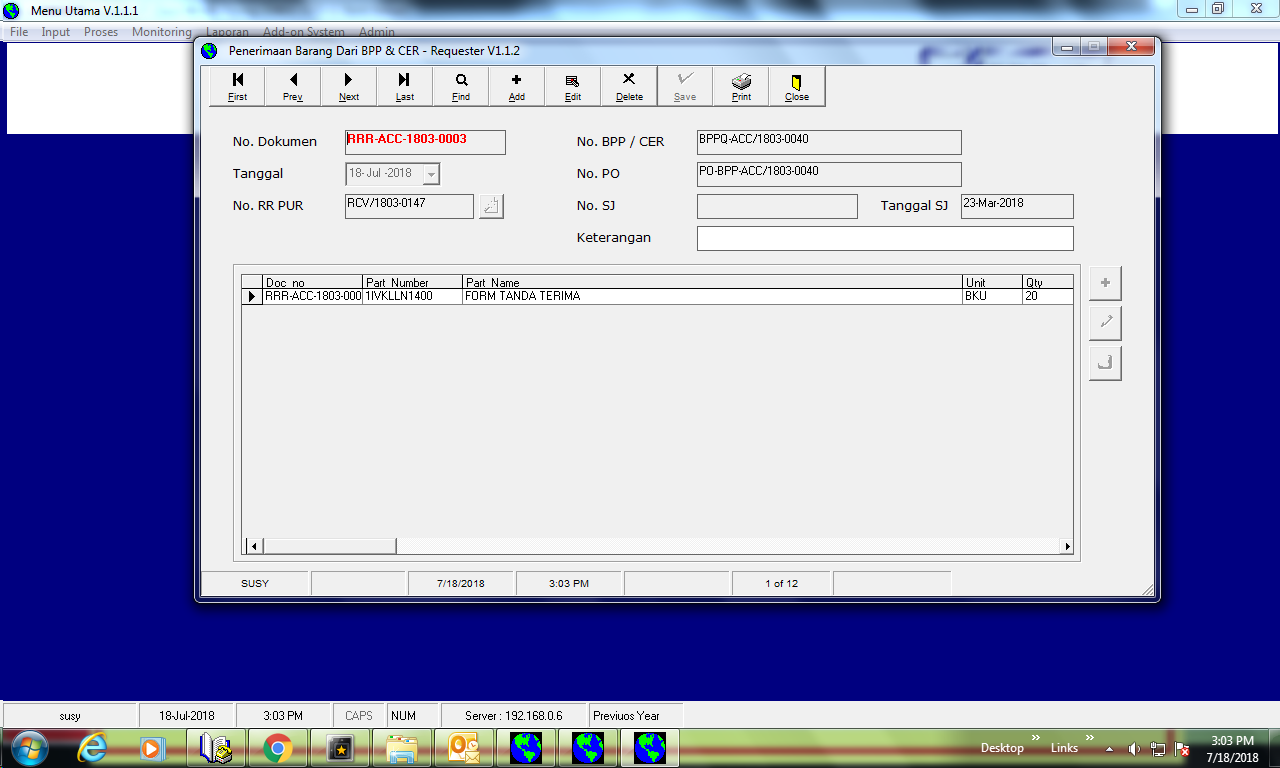 Menu Utama V.1.1.1
File Input Proses Monitoring Laporan Add-on System Admin
Penerimaan Barang Dari BPP & CER - Requester V1.1.2
First Prev Next Last Find Add Edit Delete Save Print Close
No. Dokumen RRR-ACC-1803-0003 No. BPP / CER BPPQ-ACC/1803-0040
Tanggal 18- Jul -2018 No. PO PO-BPP-ACC/1803-0040
No. RR PUR RCV/1803-0147 No. SJ Tanggal SJ 23-Mar-2018
Keterangan
Doc_no Part_Number Part_Name Unit Qty
RRR-ACC-1803-000 1IVKLLN1400 FORM TANDA TERIMA BKU 20
SUSY 7/18/2018 3:03 PM 1 of 12
susy 18-Jul-2018 3:03 PM CAPS NUM Server : 192.168.0.6 Previuos Year
Desktop » Links » 3:03 PM
7/18/2018